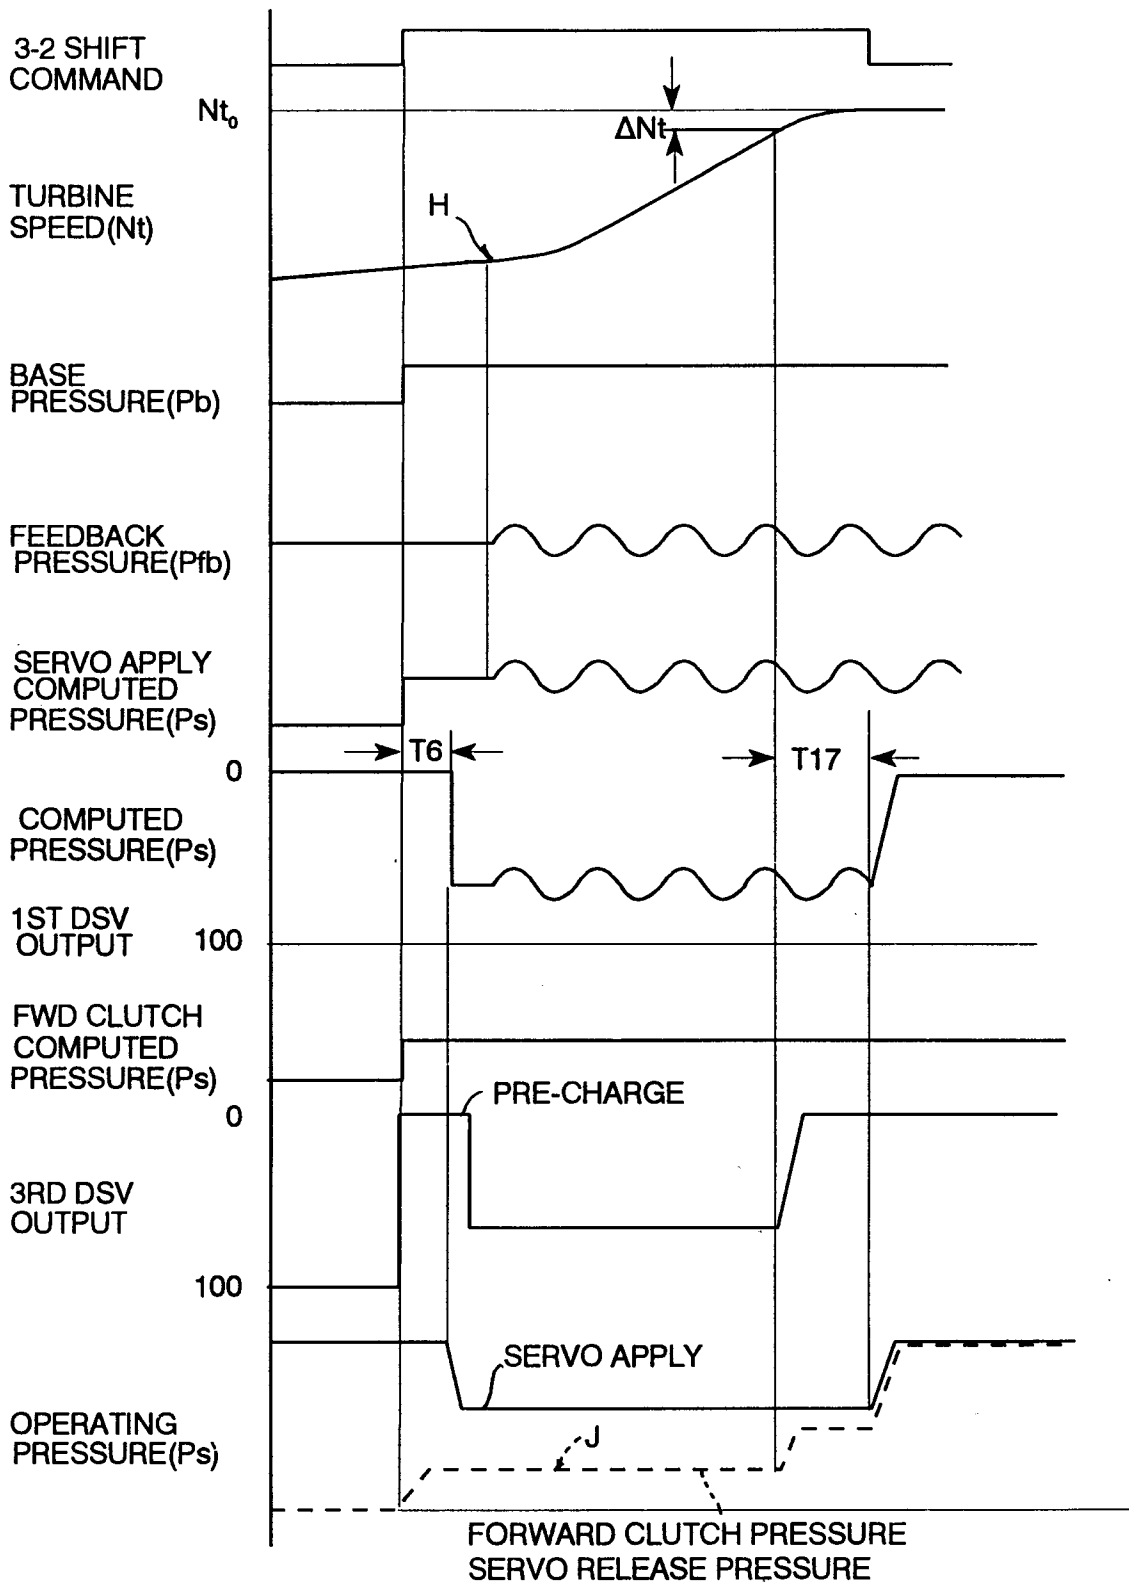 3-2 SHIFT
COMMAND
Nt₀
ΔNt
TURBINE
SPEED(Nt)
H
BASE
PRESSURE(Pb)
FEEDBACK
PRESSURE(Pfb)
SERVO APPLY
COMPUTED
PRESSURE(Ps)
T6
T17
0
COMPUTED
PRESSURE(Ps)
1ST DSV
OUTPUT
100
FWD CLUTCH
COMPUTED
PRESSURE(Ps)
PRE-CHARGE
0
3RD DSV
OUTPUT
100
SERVO APPLY
OPERATING
PRESSURE(Ps)
J
FORWARD CLUTCH PRESSURE
SERVO RELEASE PRESSURE